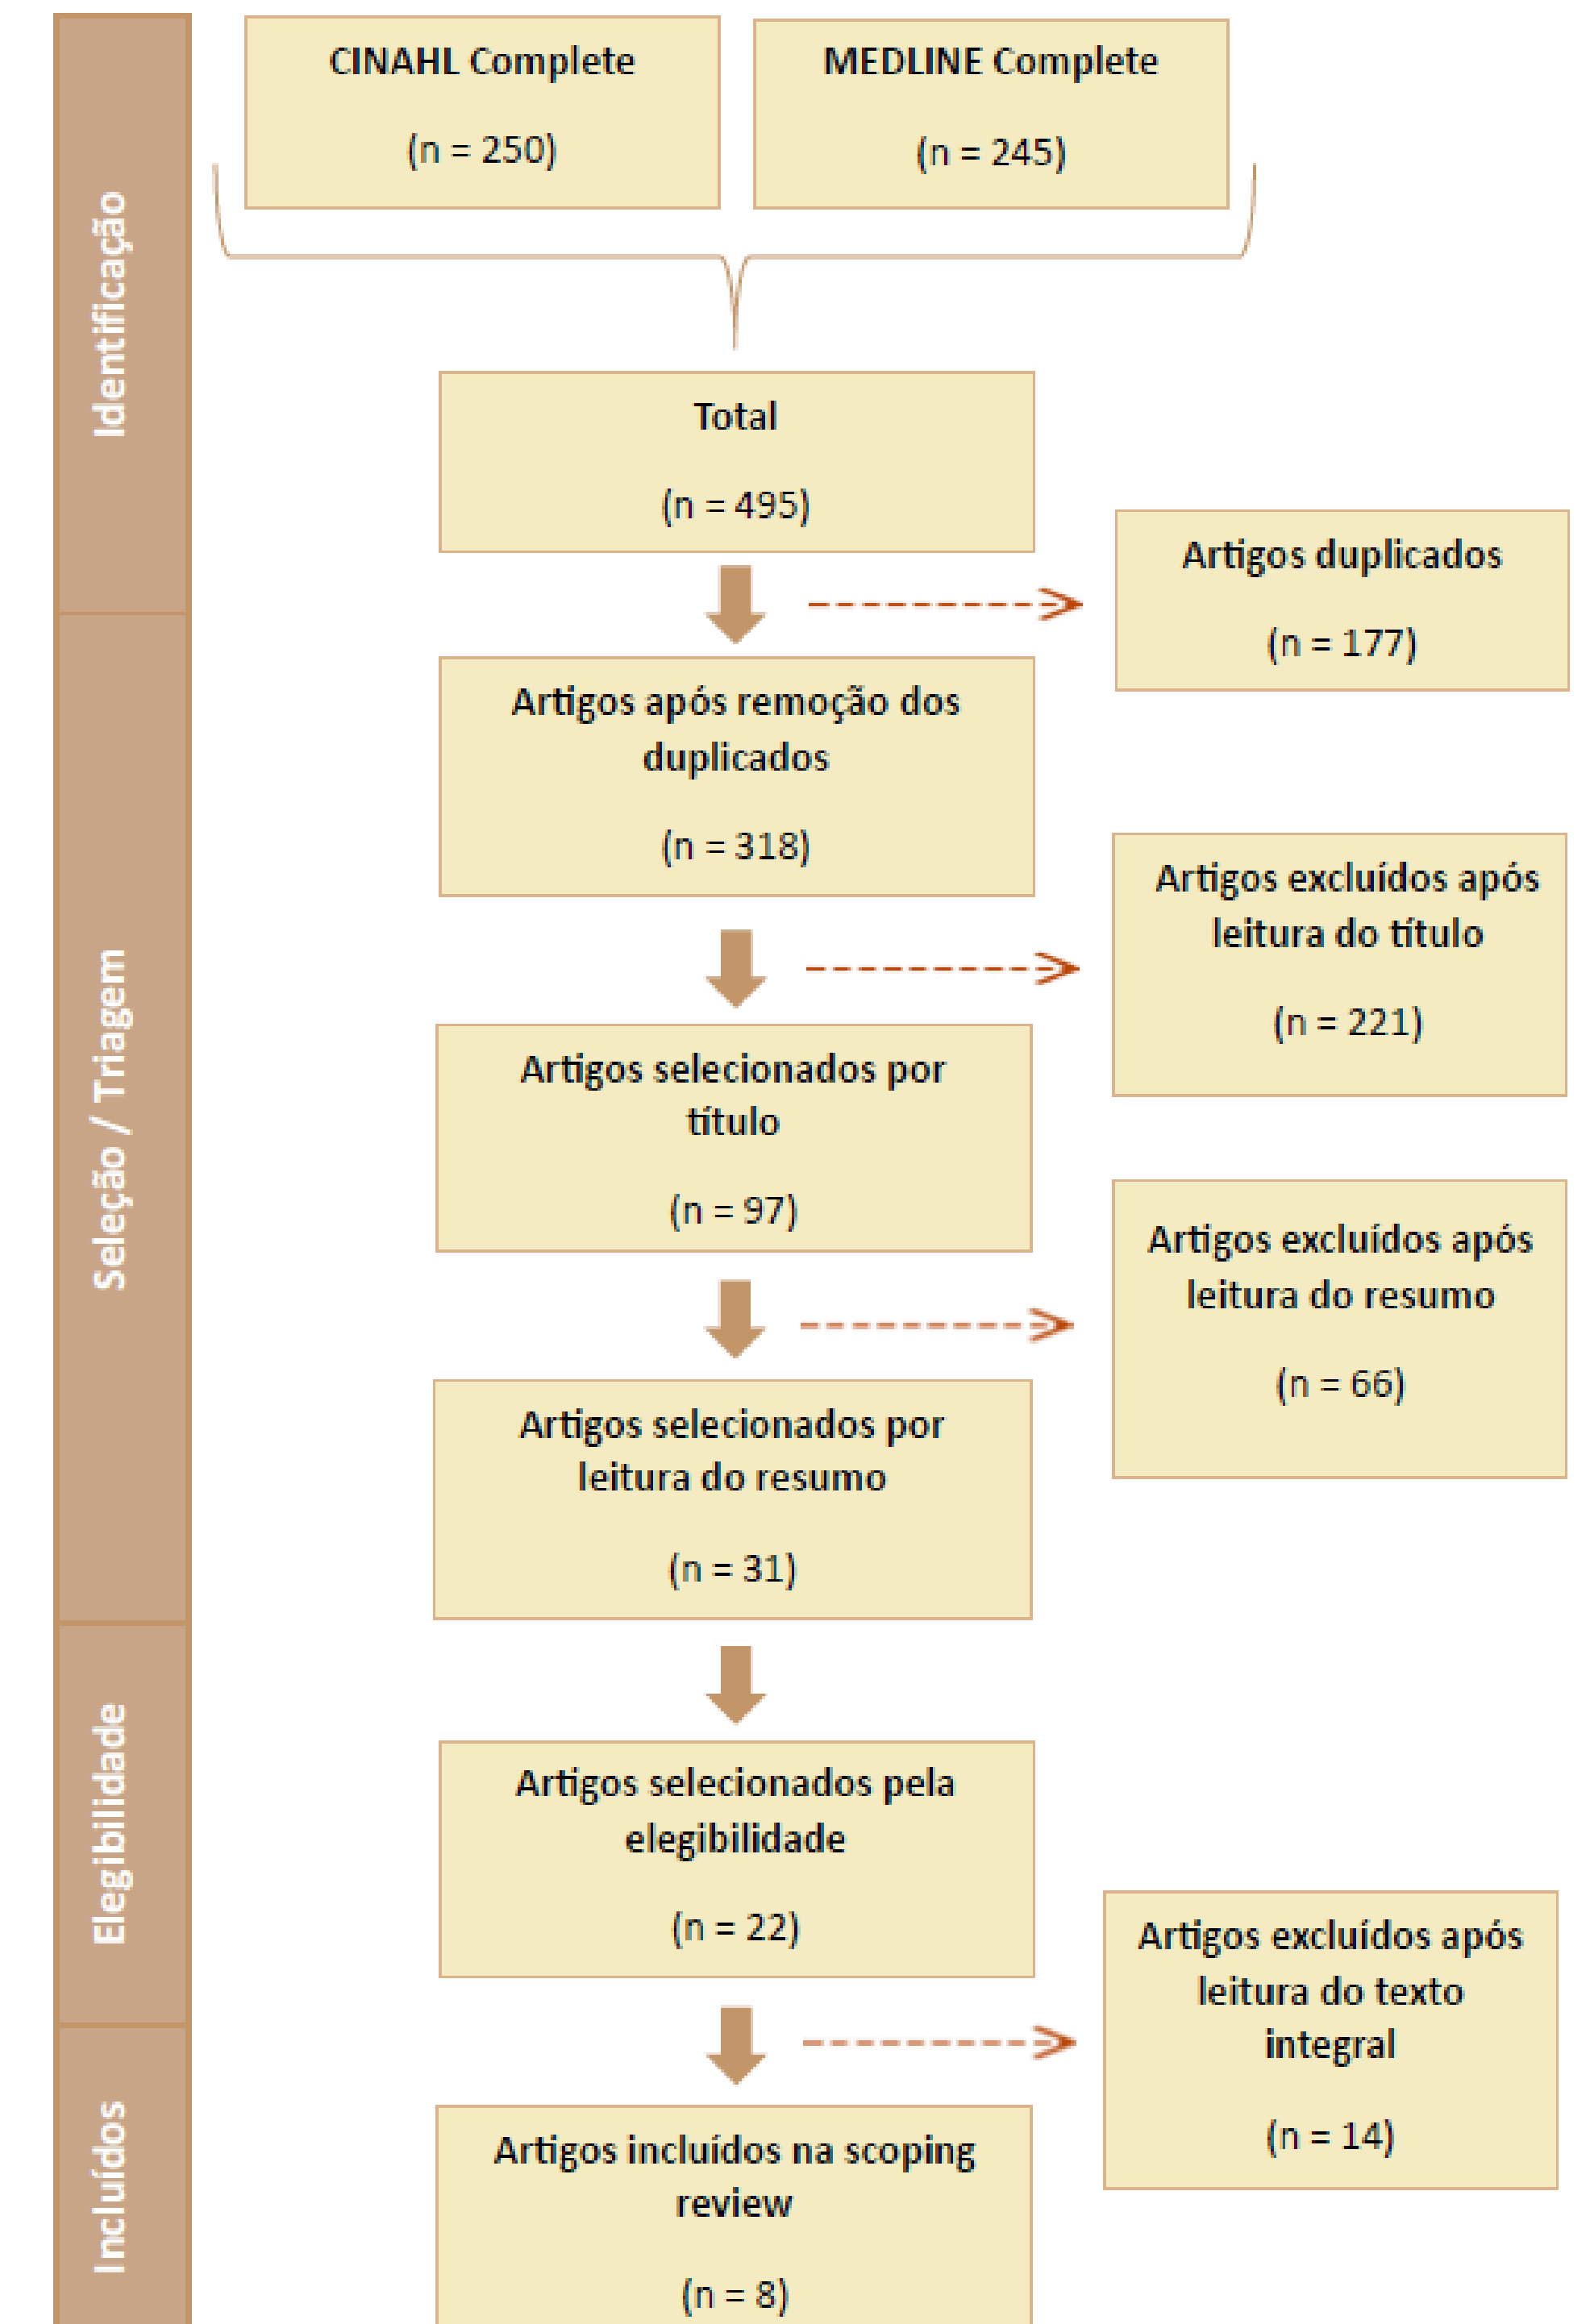 Identificação
CINAHL Complete
(n = 250)
MEDLINE Complete
(n = 245)
Total
(n = 495)
Artigos duplicados
(n = 177)
Seleção / Triagem
Artigos após remoção dos
duplicados
(n = 318)
Artigos excluídos após
leitura do título
(n = 221)
Artigos selecionados por
título
(n = 97)
Artigos excluídos após
leitura do resumo
(n = 66)
Artigos selecionados por
leitura do resumo
(n = 31)
Elegibilidade
Artigos selecionados pela
elegibilidade
(n = 22)
Artigos excluídos após
leitura do texto
integral
(n = 14)
Incluídos
Artigos incluídos na scoping
review
(n = 8)